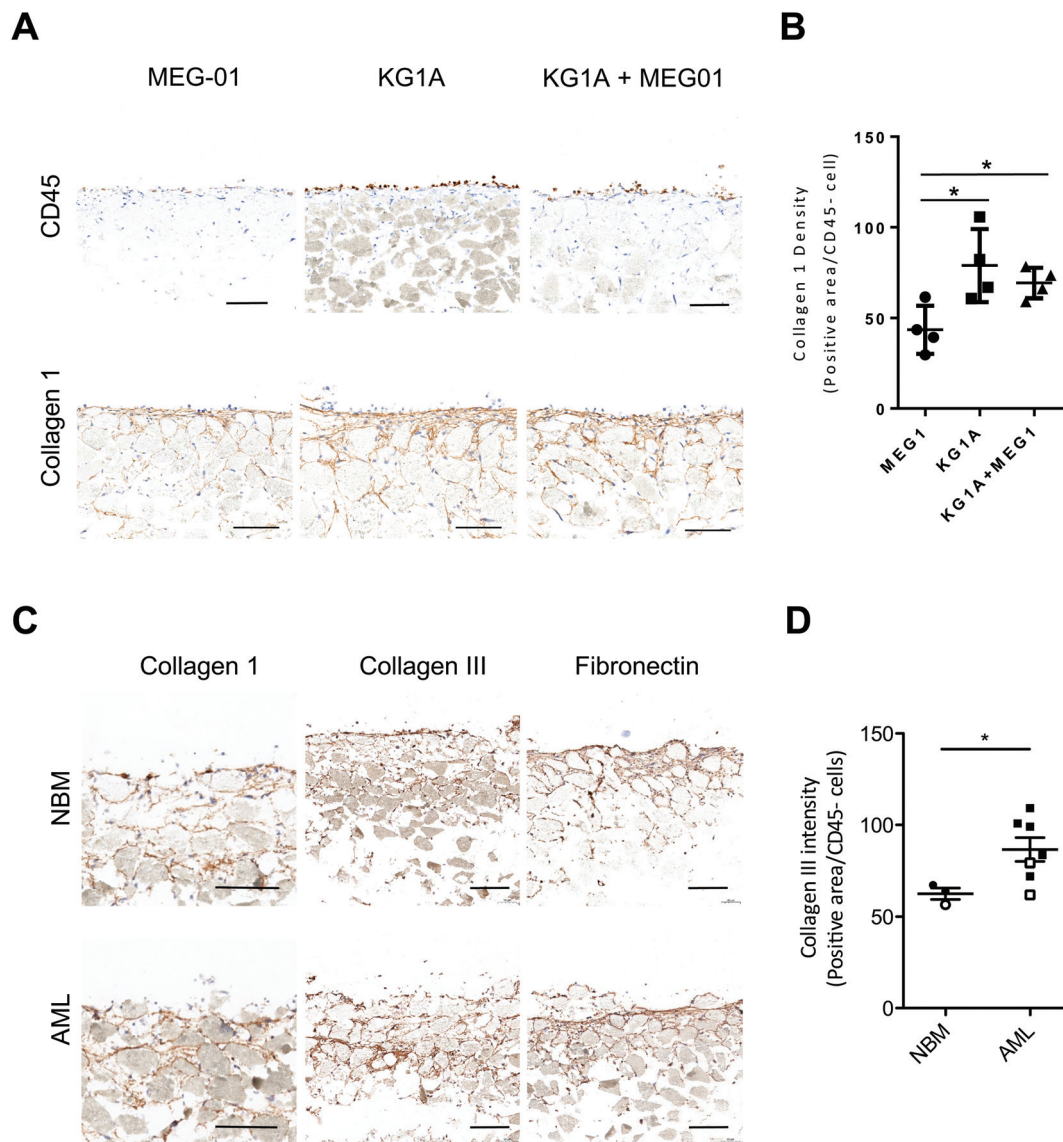 A
MEG-01
KG1A
KG1A + MEG01
CD45
Collagen 1
B
Collagen 1 Density
(Positive area/CD45- cell)
150
100
50
0
*
*
MEG1
KG1A
KG1A+MEG1
C
Collagen 1
Collagen III
Fibronectin
NBM
AML
D
Collagen III intensity
(Positive area/CD45- cells)
150
100
50
0
*
NBM
AML